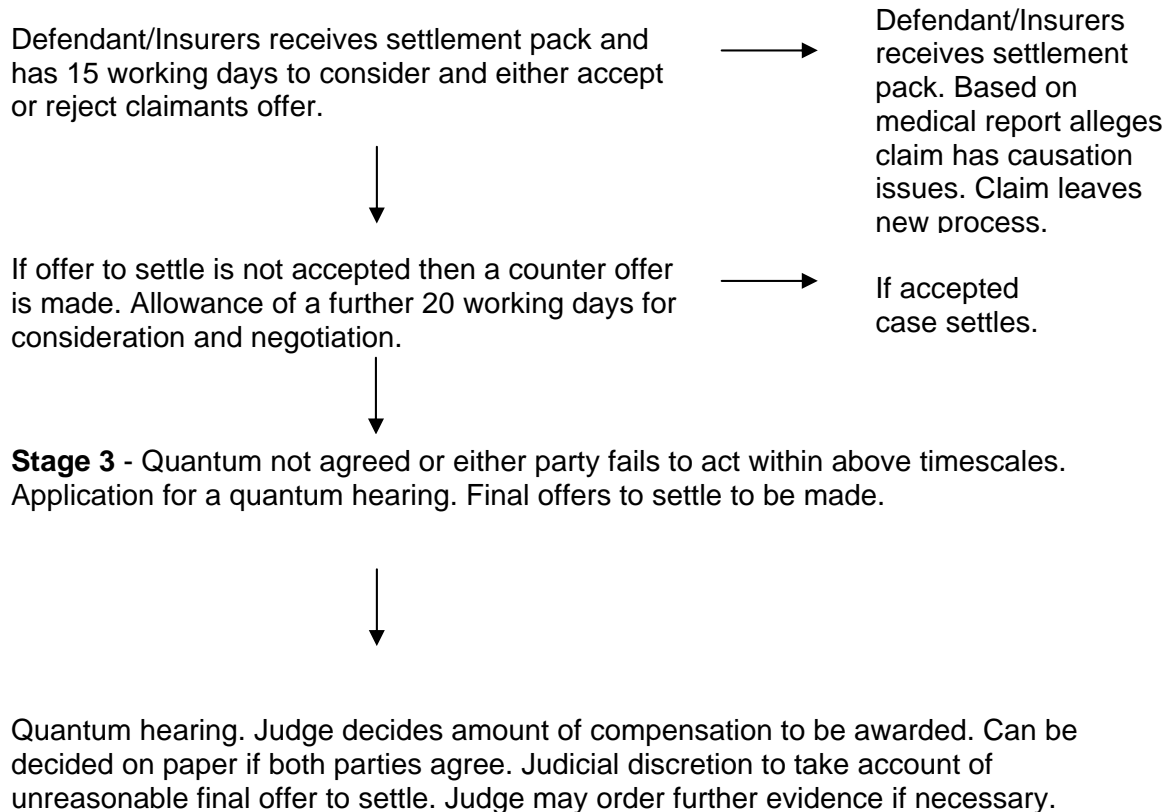 Defendant/Insurers receives settlement pack and
has 15 working days to consider and either accept
or reject claimants offer.
Defendant/Insurers
receives settlement
pack. Based on
medical report alleges
claim has causation
issues. Claim leaves
new process.
If offer to settle is not accepted then a counter offer
is made. Allowance of a further 20 working days for
consideration and negotiation.
If accepted
case settles.
Stage 3 - Quantum not agreed or either party fails to act within above timescales.
Application for a quantum hearing. Final offers to settle to be made.
Quantum hearing. Judge decides amount of compensation to be awarded. Can be
decided on paper if both parties agree. Judicial discretion to take account of
unreasonable final offer to settle. Judge may order further evidence if necessary.